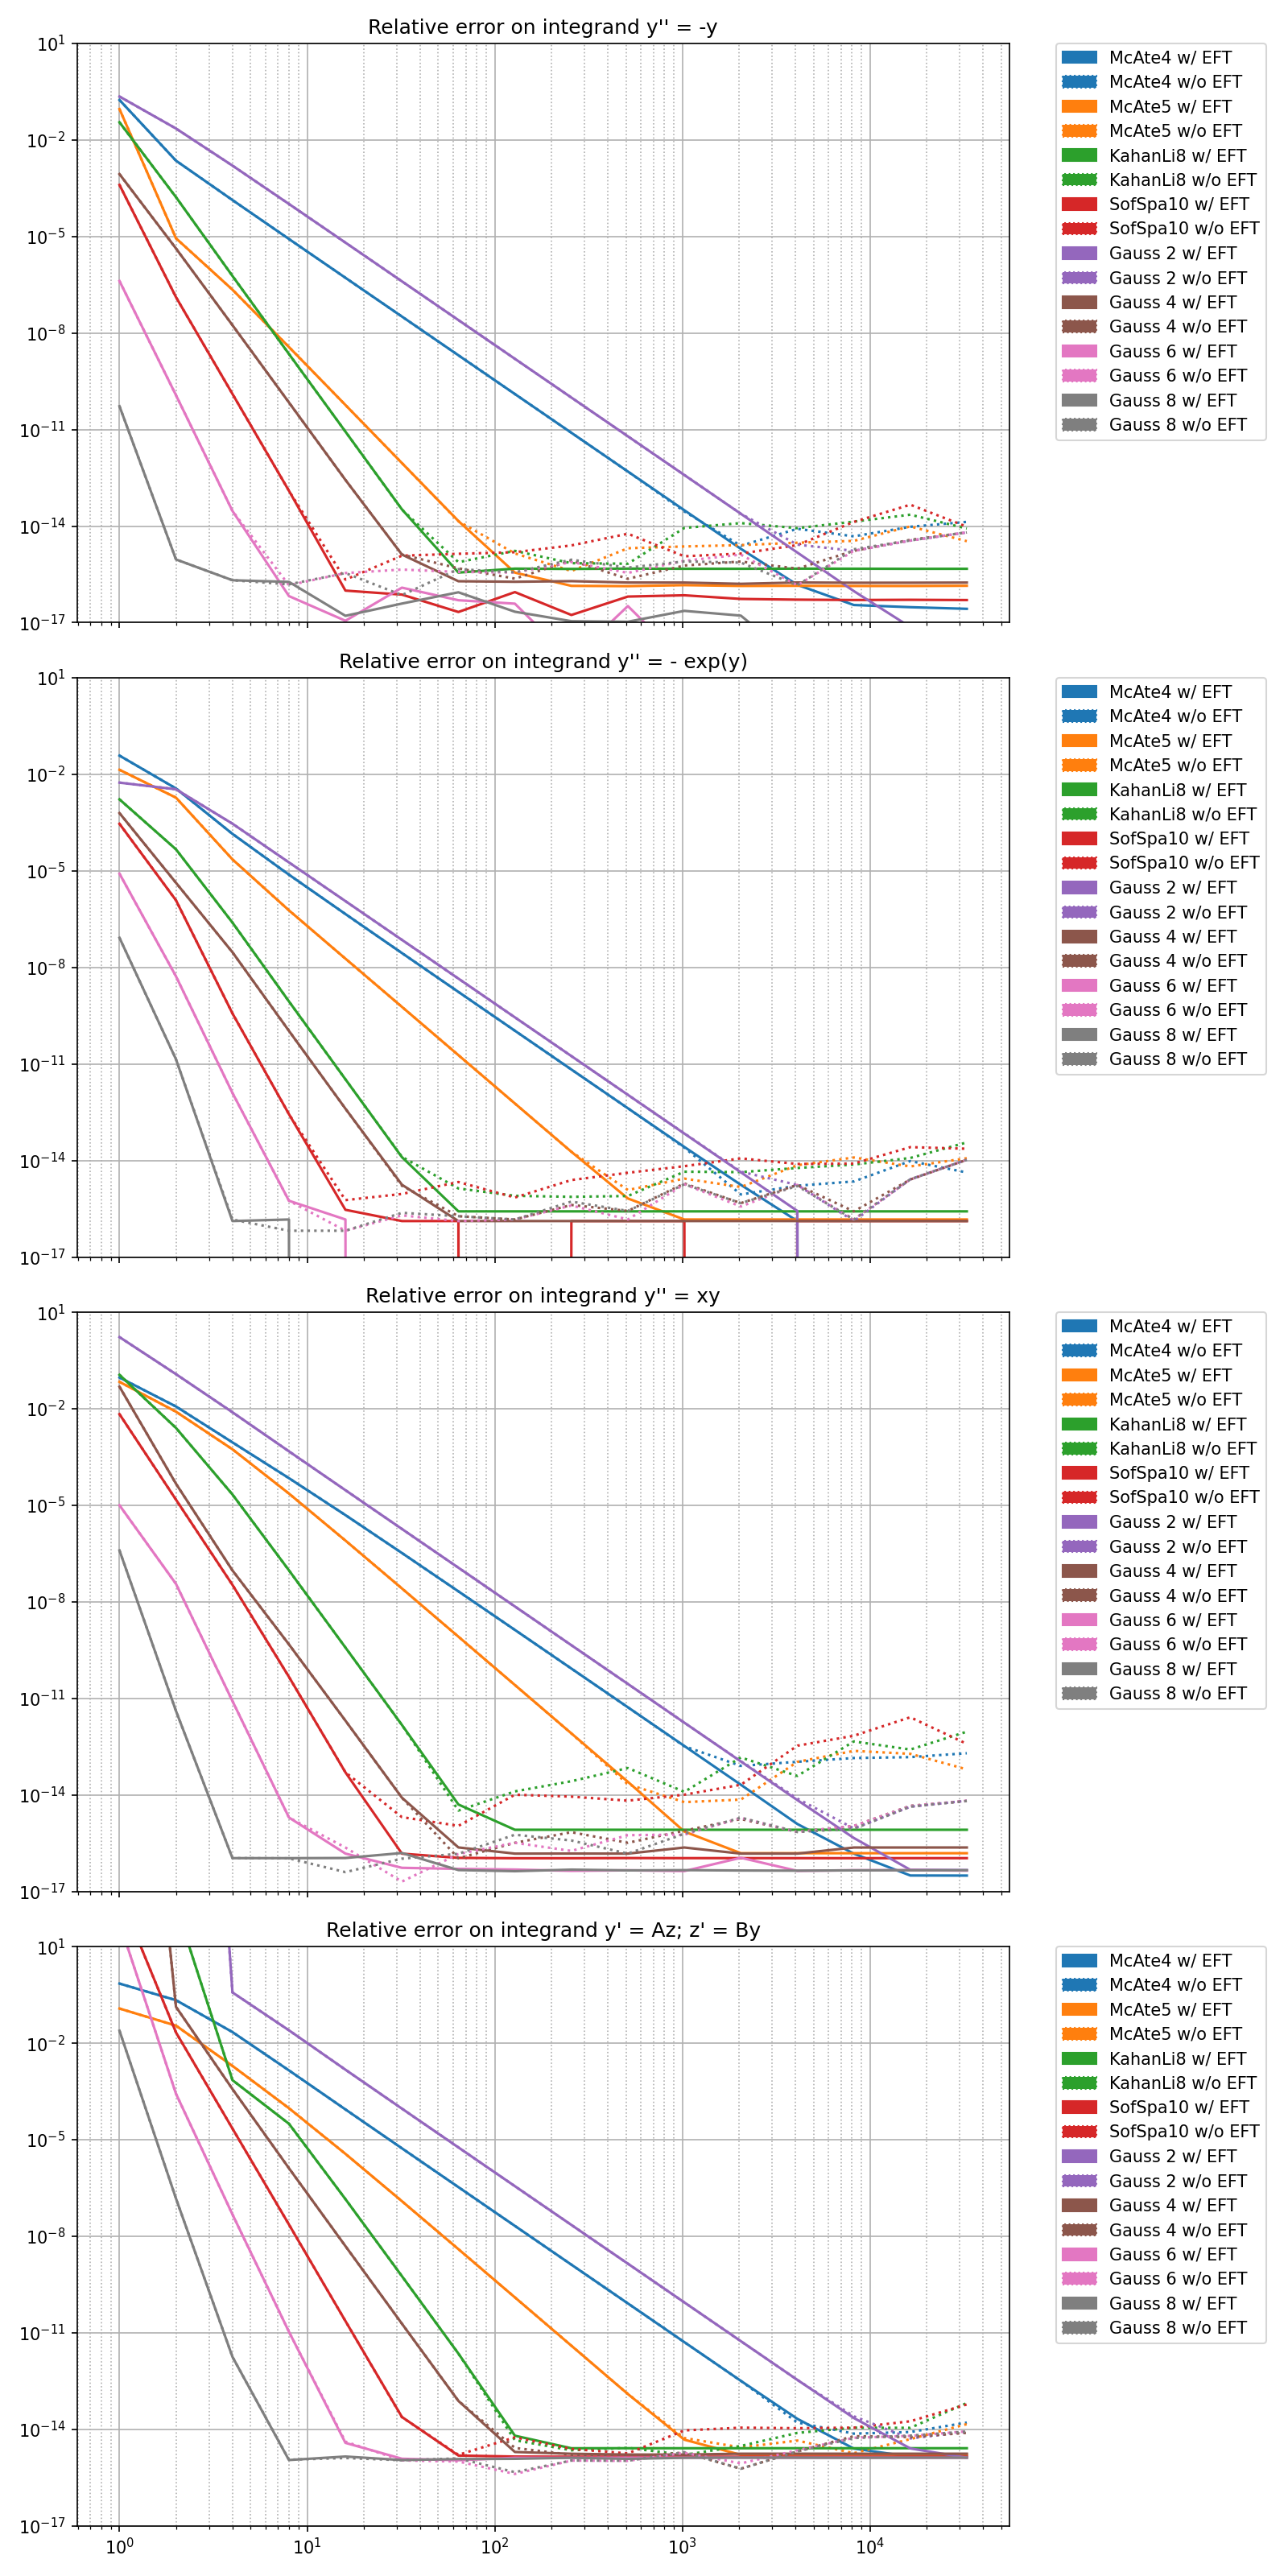 Relative error on integrand y'' = -y
10^1
10^-2
10^-5
10^-8
10^-11
10^-14
10^-17
McAte4 w/ EFT
McAte4 w/o EFT
McAte5 w/ EFT
McAte5 w/o EFT
KahanLi8 w/ EFT
KahanLi8 w/o EFT
SofSpa10 w/ EFT
SofSpa10 w/o EFT
Gauss 2 w/ EFT
Gauss 2 w/o EFT
Gauss 4 w/ EFT
Gauss 4 w/o EFT
Gauss 6 w/ EFT
Gauss 6 w/o EFT
Gauss 8 w/ EFT
Gauss 8 w/o EFT
Relative error on integrand y'' = - exp(y)
10^1
10^-2
10^-5
10^-8
10^-11
10^-14
10^-17
McAte4 w/ EFT
McAte4 w/o EFT
McAte5 w/ EFT
McAte5 w/o EFT
KahanLi8 w/ EFT
KahanLi8 w/o EFT
SofSpa10 w/ EFT
SofSpa10 w/o EFT
Gauss 2 w/ EFT
Gauss 2 w/o EFT
Gauss 4 w/ EFT
Gauss 4 w/o EFT
Gauss 6 w/ EFT
Gauss 6 w/o EFT
Gauss 8 w/ EFT
Gauss 8 w/o EFT
Relative error on integrand y'' = xy
10^1
10^-2
10^-5
10^-8
10^-11
10^-14
10^-17
McAte4 w/ EFT
McAte4 w/o EFT
McAte5 w/ EFT
McAte5 w/o EFT
KahanLi8 w/ EFT
KahanLi8 w/o EFT
SofSpa10 w/ EFT
SofSpa10 w/o EFT
Gauss 2 w/ EFT
Gauss 2 w/o EFT
Gauss 4 w/ EFT
Gauss 4 w/o EFT
Gauss 6 w/ EFT
Gauss 6 w/o EFT
Gauss 8 w/ EFT
Gauss 8 w/o EFT
Relative error on integrand y' = Az; z' = By
10^1
10^-2
10^-5
10^-8
10^-11
10^-14
10^-17
10^0 10^1 10^2 10^3 10^4
McAte4 w/ EFT
McAte4 w/o EFT
McAte5 w/ EFT
McAte5 w/o EFT
KahanLi8 w/ EFT
KahanLi8 w/o EFT
SofSpa10 w/ EFT
SofSpa10 w/o EFT
Gauss 2 w/ EFT
Gauss 2 w/o EFT
Gauss 4 w/ EFT
Gauss 4 w/o EFT
Gauss 6 w/ EFT
Gauss 6 w/o EFT
Gauss 8 w/ EFT
Gauss 8 w/o EFT